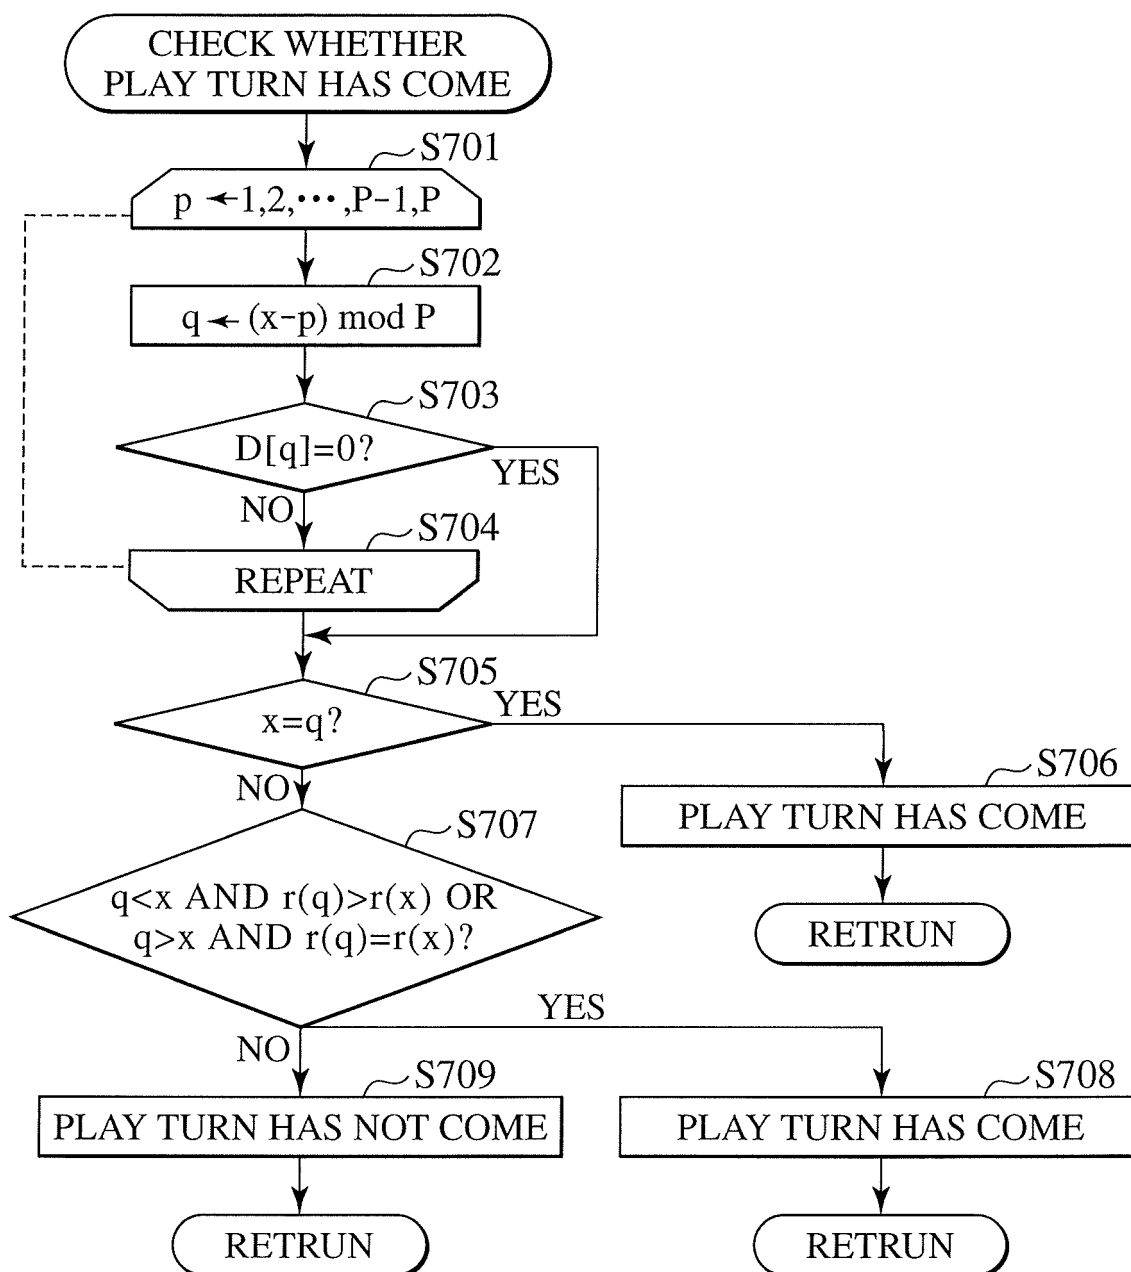 CHECK WHETHER
PLAY TURN HAS COME
S701
p ←1,2,•••,P-1,P
S702
q ← (x-p) mod P
S703
D[q]=0?
YES
NO
S704
REPEAT
S705
x=q?
YES
NO
S706
PLAY TURN HAS COME
RETRUN
S707
q<x AND r(q)>r(x) OR
q>x AND r(q)=r(x)?
YES
NO
S709
PLAY TURN HAS NOT COME
RETRUN
S708
PLAY TURN HAS COME
RETRUN